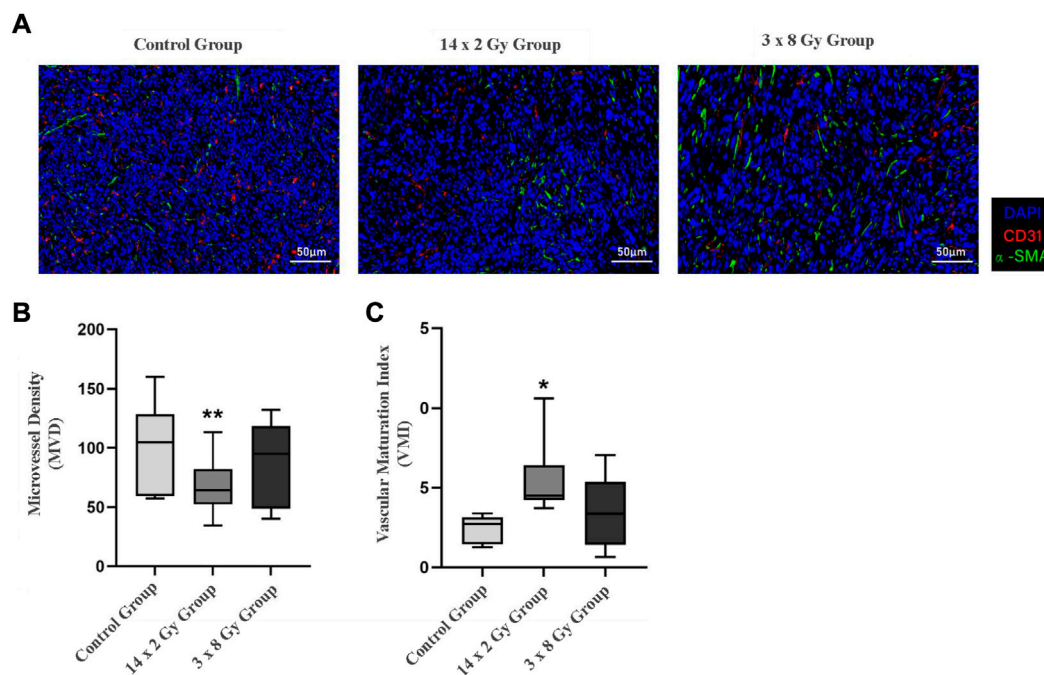 A
Control Group
14 x 2 Gy Group
3 x 8 Gy Group
50μm
50μm
50μm
DAPI
CD31
α-SMA
B
Microvessel Density
(MVD)
200
150
100
50
0
**
Control Group
14 x 2 Gy Group
3 x 8 Gy Group
C
Vascular Maturation Index
(VMI)
5
0
5
0
*
Control Group
14 x 2 Gy Group
3 x 8 Gy Group